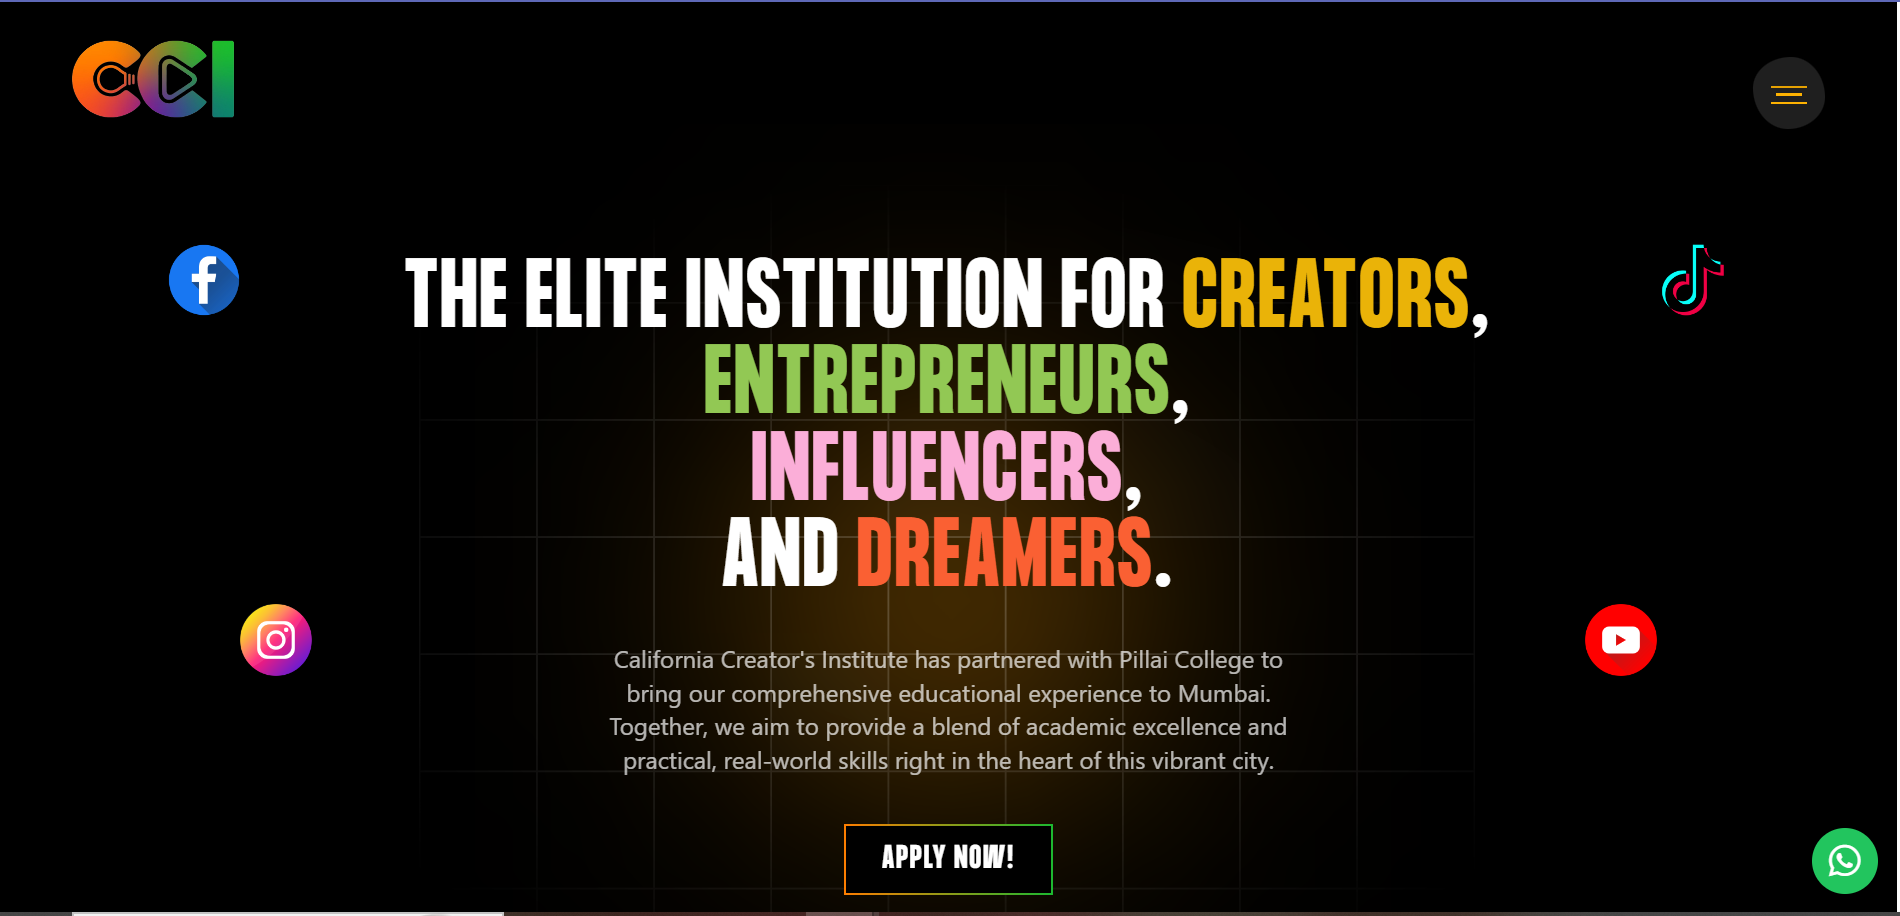 CCI
THE ELITE INSTITUTION FOR CREATORS,
ENTREPRENEURS,
INFLUENCERS,
AND DREAMERS.
California Creator's Institute has partnered with Pillai College to
bring our comprehensive educational experience to Mumbai.
Together, we aim to provide a blend of academic excellence and
practical, real-world skills right in the heart of this vibrant city.
APPLY NOW!